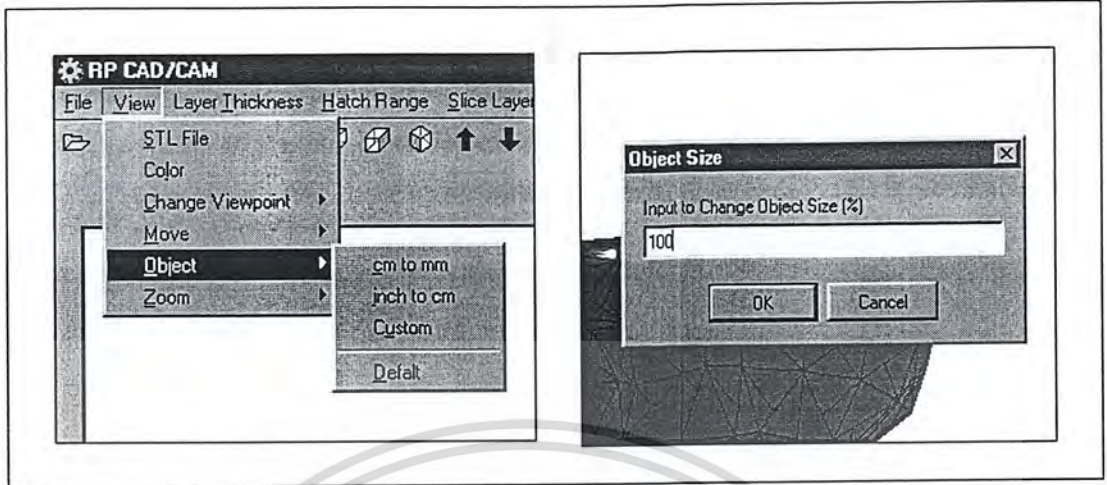 RP CAD/CAM
File View Layer Thickness Hatch Range Slice Layer
STL File
Color
Change Viewpoint
Move
Object
Zoom
cm to mm
inch to cm
Custom
Defalt
Object Size
Input to Change Object Size (%)
100
OK Cancel